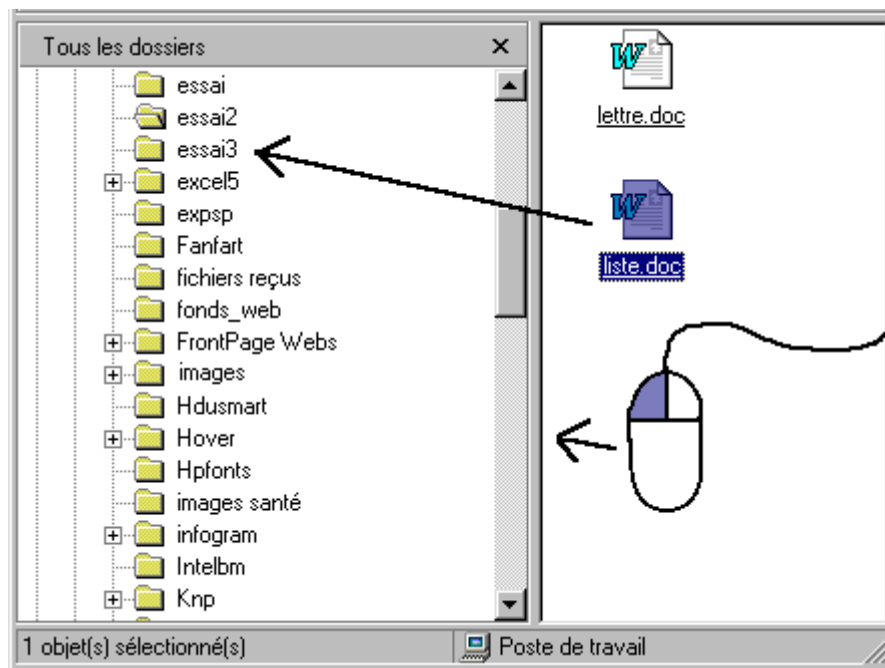 Tous les dossiers
essai
essai2
essai3
excel5
expsp
Fanfart
fichiers reçus
fonds_web
FrontPage Webs
images
Hdusmart
Hover
Hpfonts
images santé
infogram
Intelbm
Knp
lettre.doc
liste.doc
1 objet(s) sélectionné(s)
Poste de travail